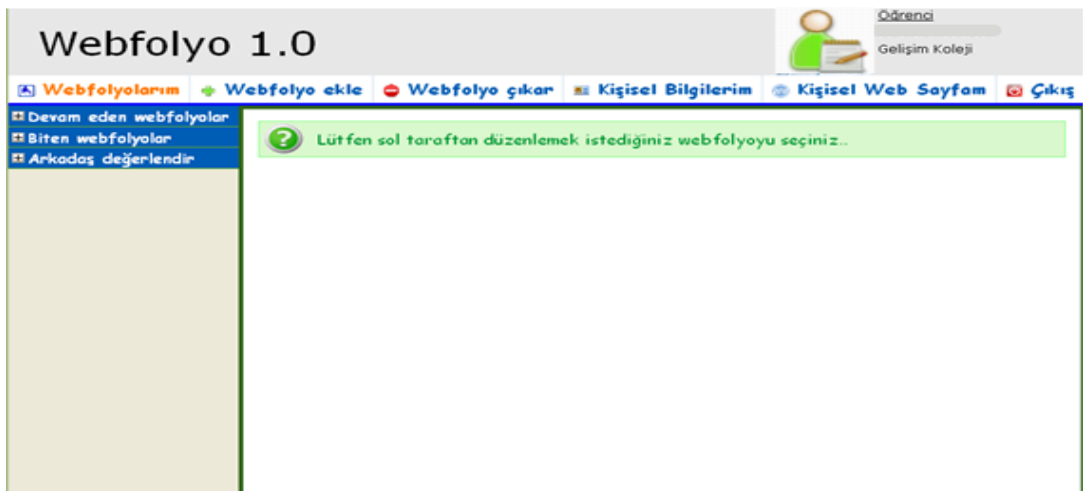 Webfolyo 1.0
Öğrenci
Gelişim Koleji
Webfolyolarım Webfolyo ekle Webfolyo çıkar Kişisel Bilgilerim Kişisel Web Sayfam Çıkış
Devam eden webfolyolar
Biten webfolyolar
Arkadaş değerlendir
Lütfen sol taraftan düzenlemek istediğiniz webfolyoyu seçiniz..